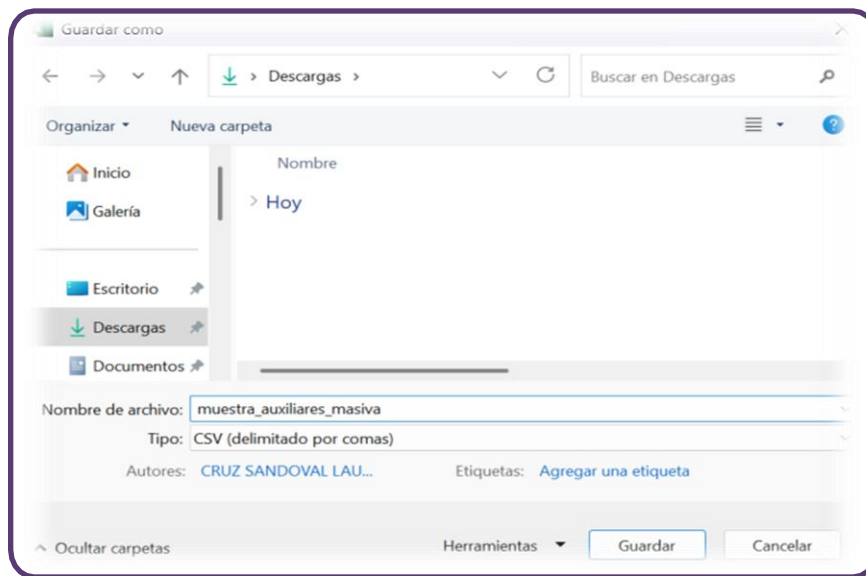 Guardar como
Descargas
Buscar en Descargas
Organizar
Nueva carpeta
?
Inicio
Galería
Nombre
Hoy
Escritorio
Descargas
Documentos
Nombre de archivo: muestra_auxiliares_masiva
Tipo: CSV (delimitado por comas)
Autores: CRUZ SANDOVAL LAU...
Etiquetas: Agregar una etiqueta
Ocultar carpetas
Herramientas
Guardar
Cancelar